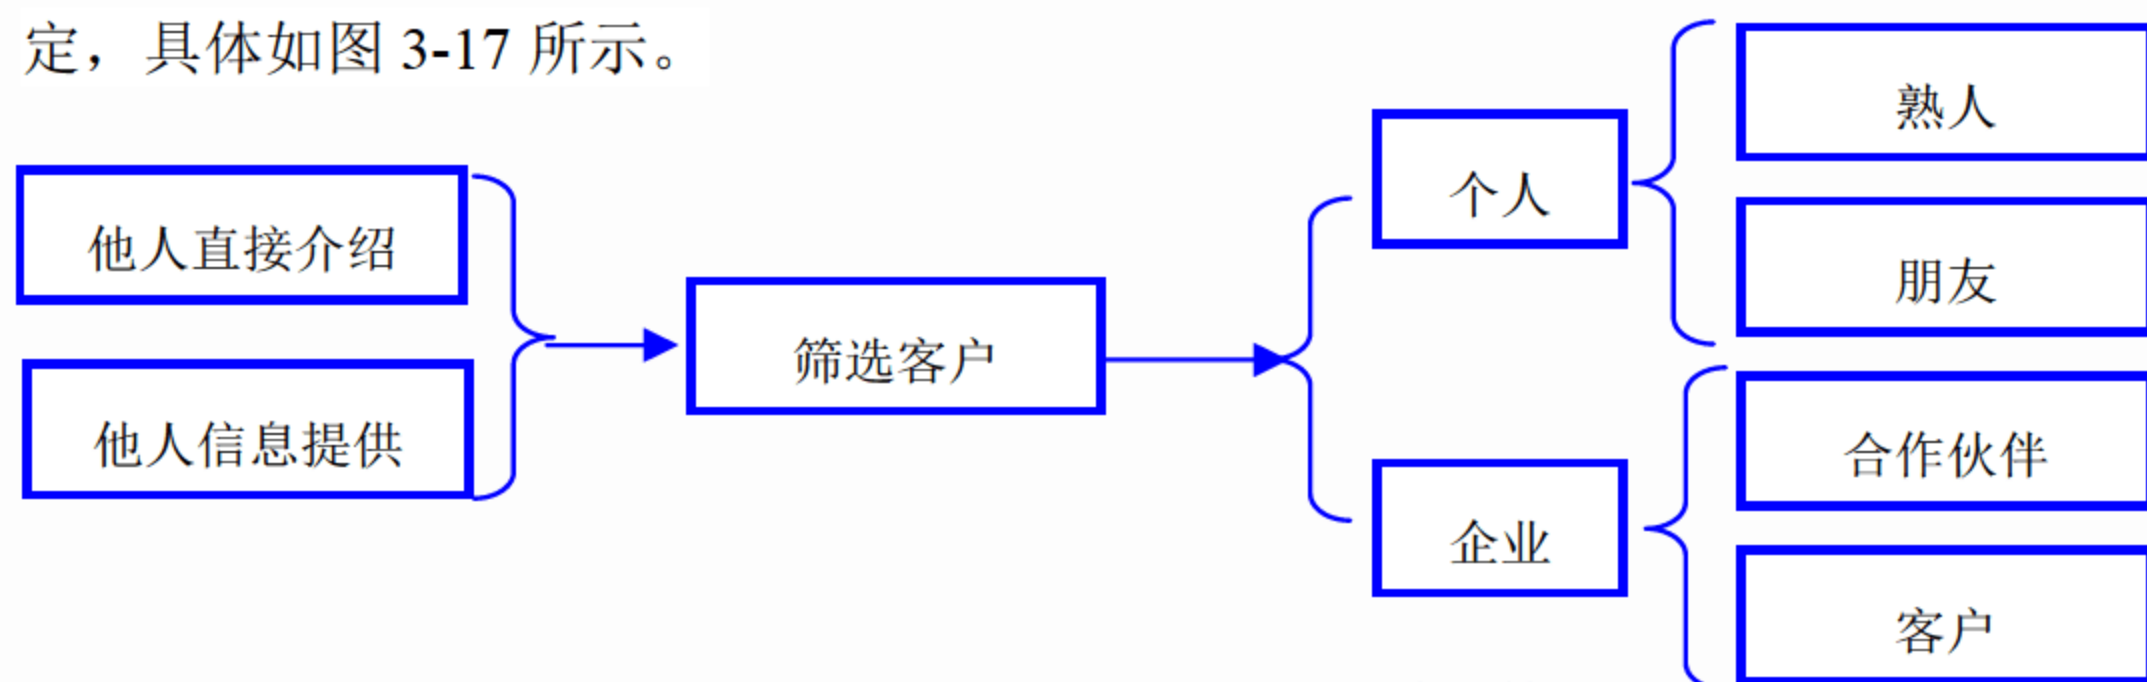 定，具体如图 3-17 所示。
他人直接介绍
他人信息提供
筛选客户
个人
企业
熟人
朋友
合作伙伴
客户